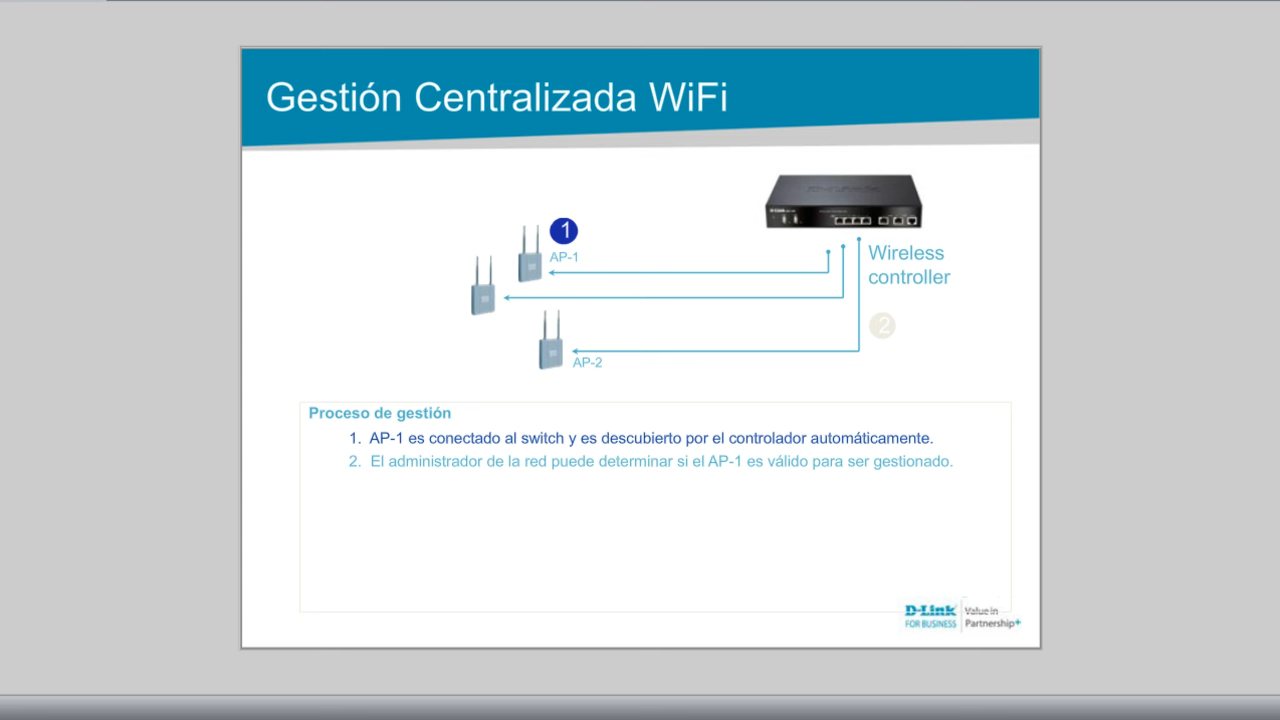 Gestión Centralizada WiFi
1
AP-1
Wireless
controller
2
AP-2
Proceso de gestión
1. AP-1 es conectado al switch y es descubierto por el controlador automáticamente.
2. El administrador de la red puede determinar si el AP-1 es válido para ser gestionado.
D-Link
FOR BUSINESS
Value in
Partnership+